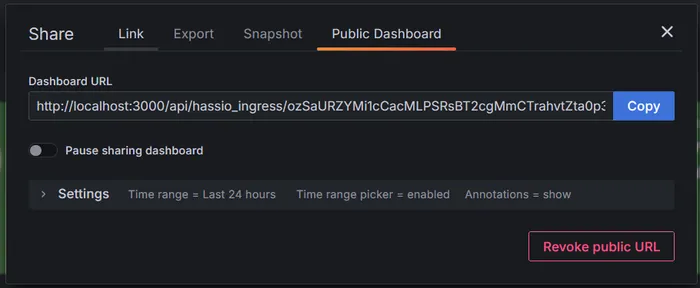 Share Link Export Snapshot Public Dashboard
Dashboard URL
http://localhost:3000/api/hassio_ingress/ozSaURZYMi1cCacMLPSRsBT2cgMmCTrahvtZta0p3 Copy
Pause sharing dashboard
Settings Time range = Last 24 hours Time range picker = enabled Annotations = show
Revoke public URL